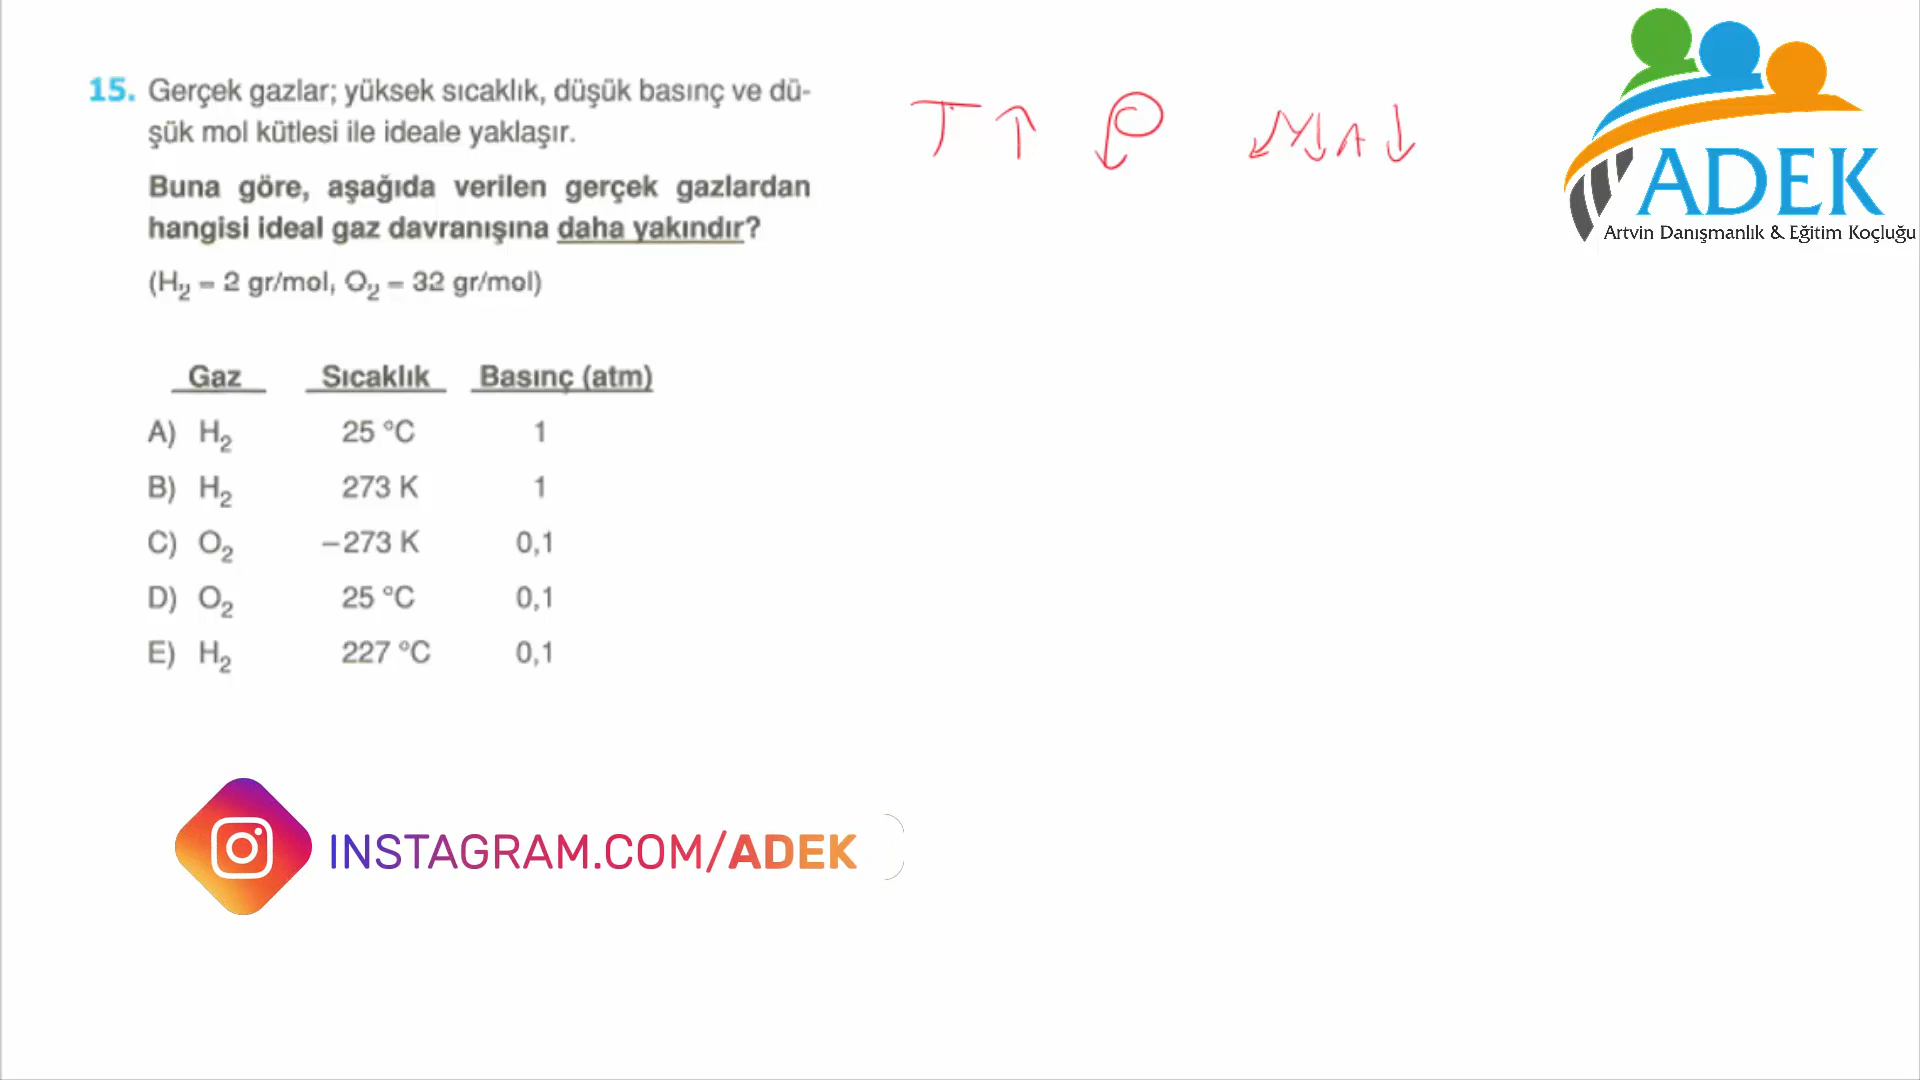 15. Gerçek gazlar; yüksek sıcaklık, düşük basınç ve dü-
şük mol kütlesi ile ideale yaklaşır.
Buna göre, aşağıda verilen gerçek gazlardan
hangisi ideal gaz davranışına daha yakındır?
(H₂ = 2 gr/mol, O₂ = 32 gr/mol)
Gaz Sıcaklık Basınç (atm)
A) H₂ 25 °C 1
B) H₂ 273 K 1
C) O₂ –273 K 0,1
D) O₂ 25 °C 0,1
E) H₂ 227 °C 0,1
T↑ P↓ MA↓
ADEK
Artvin Danışmanlık & Eğitim Koçluğu
INSTAGRAM.COM/ADEK